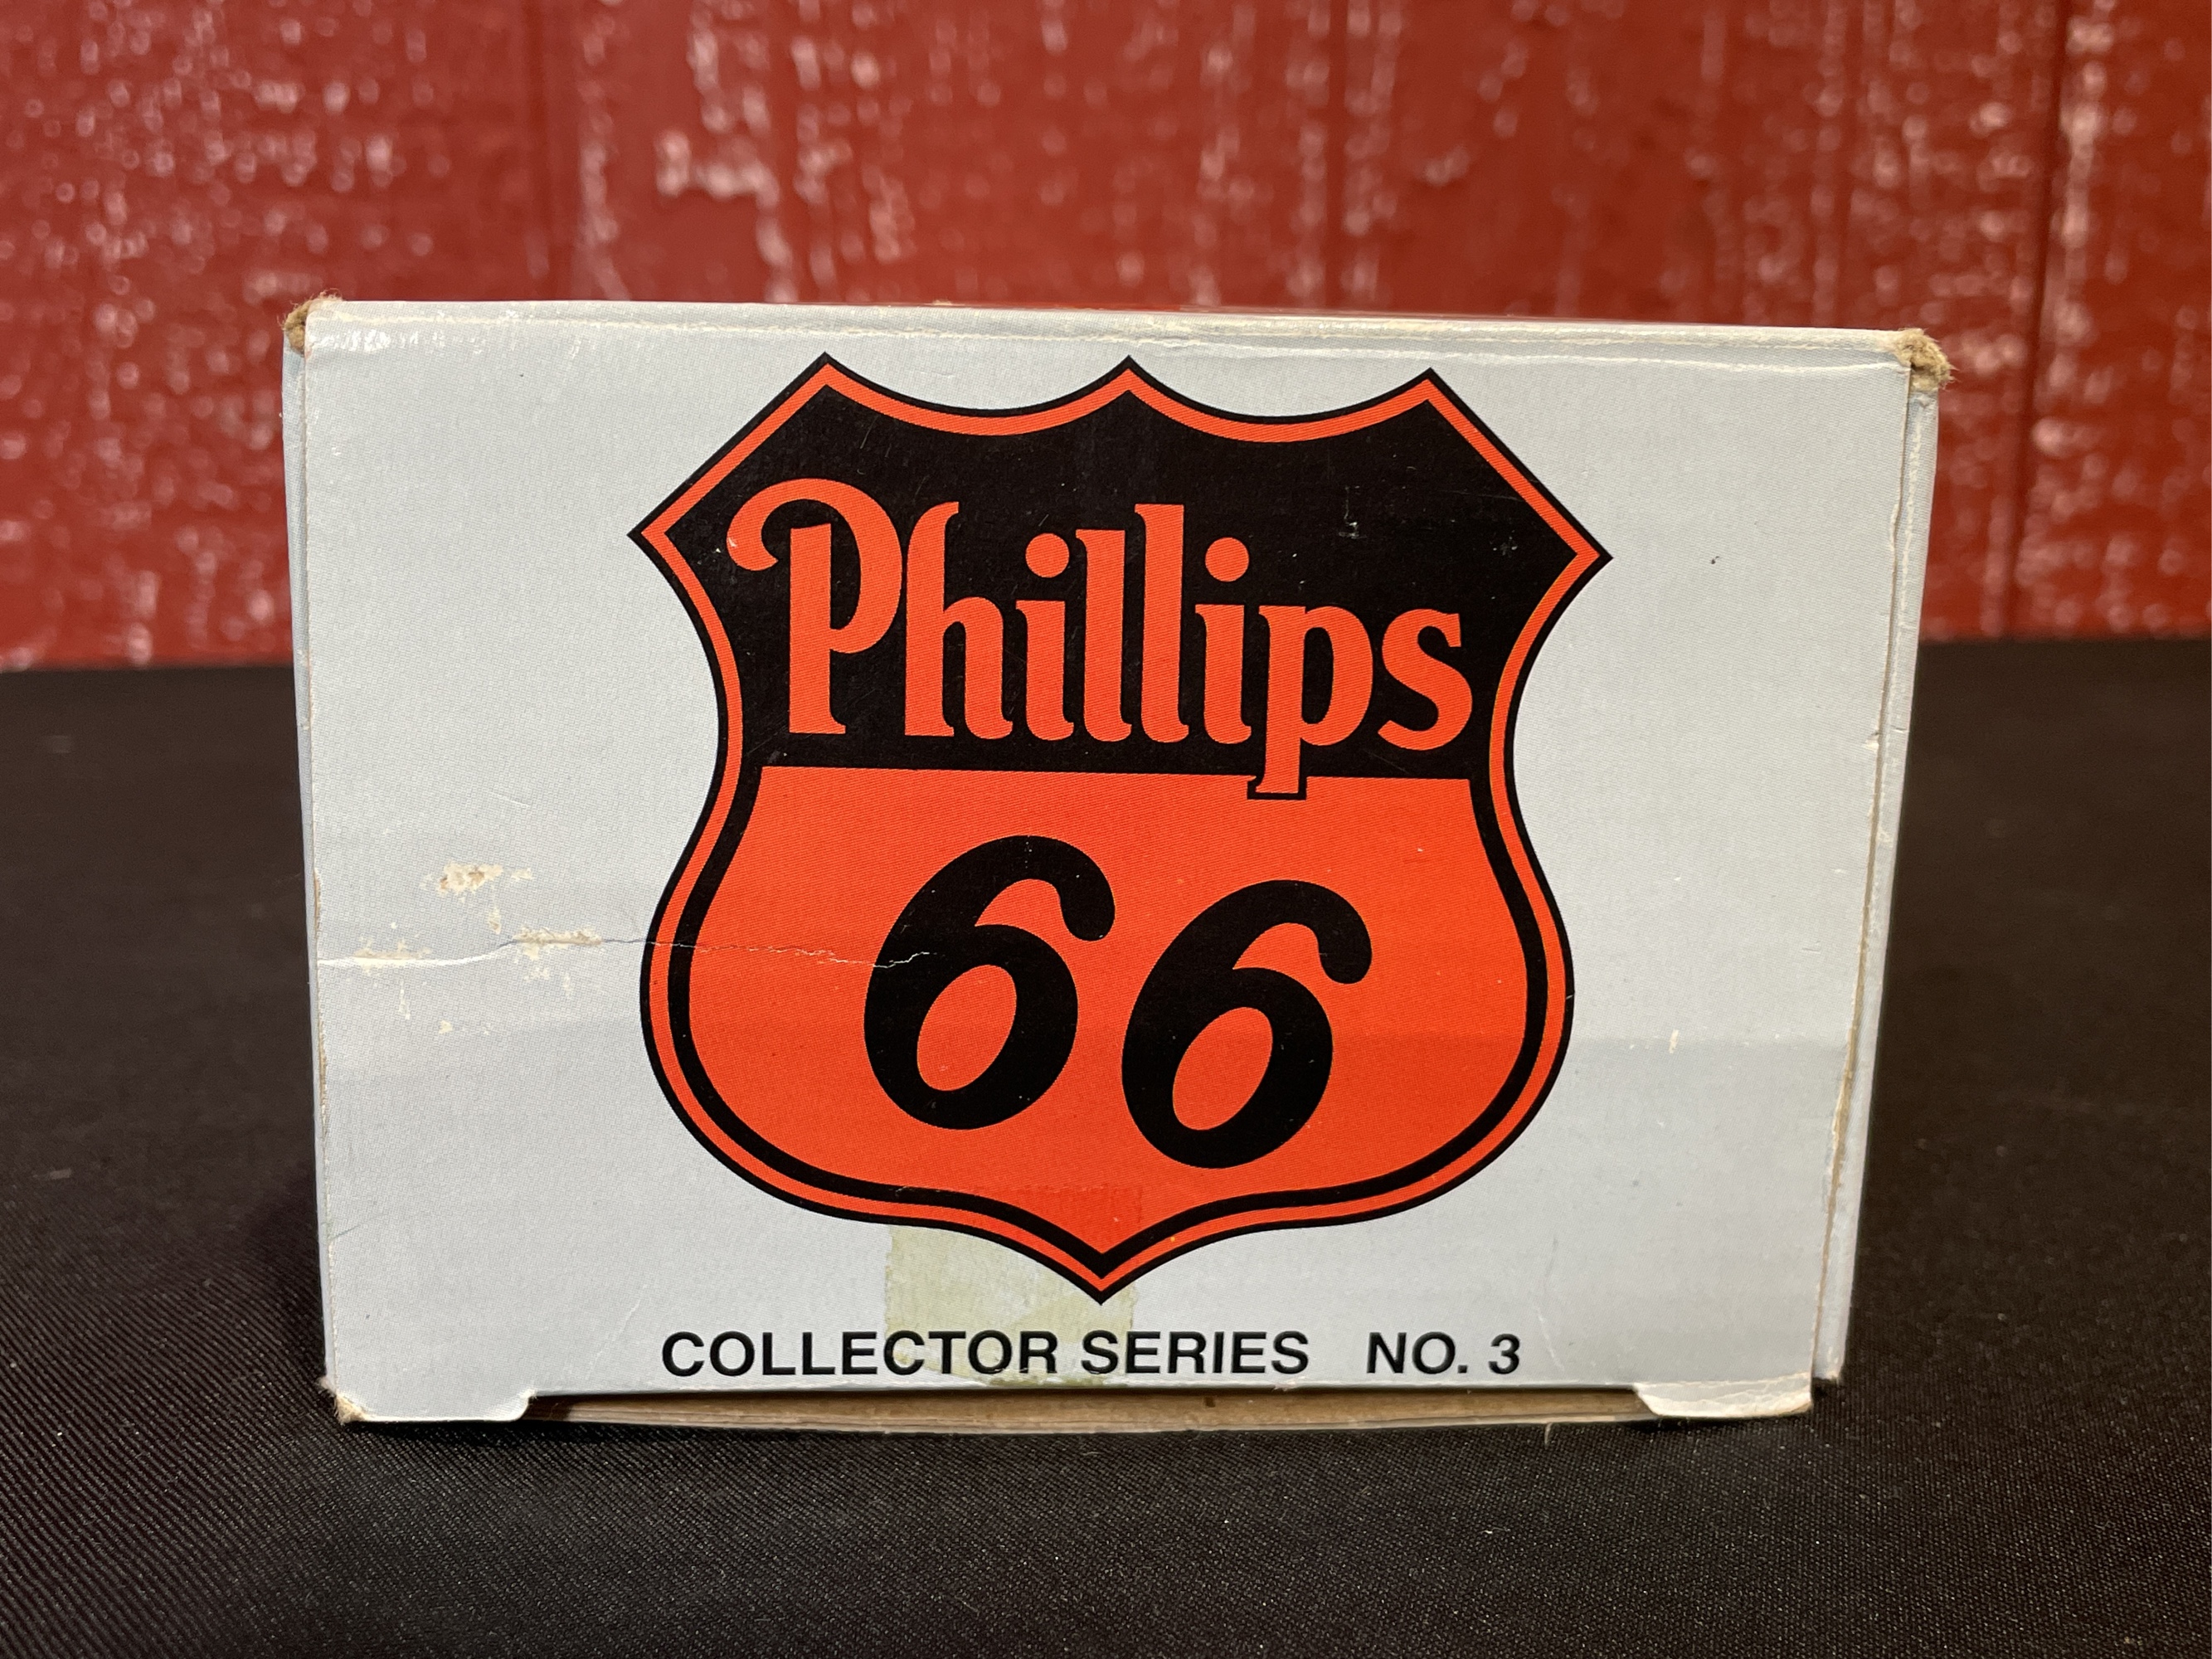 Phillips
66
COLLECTOR SERIES NO. 3